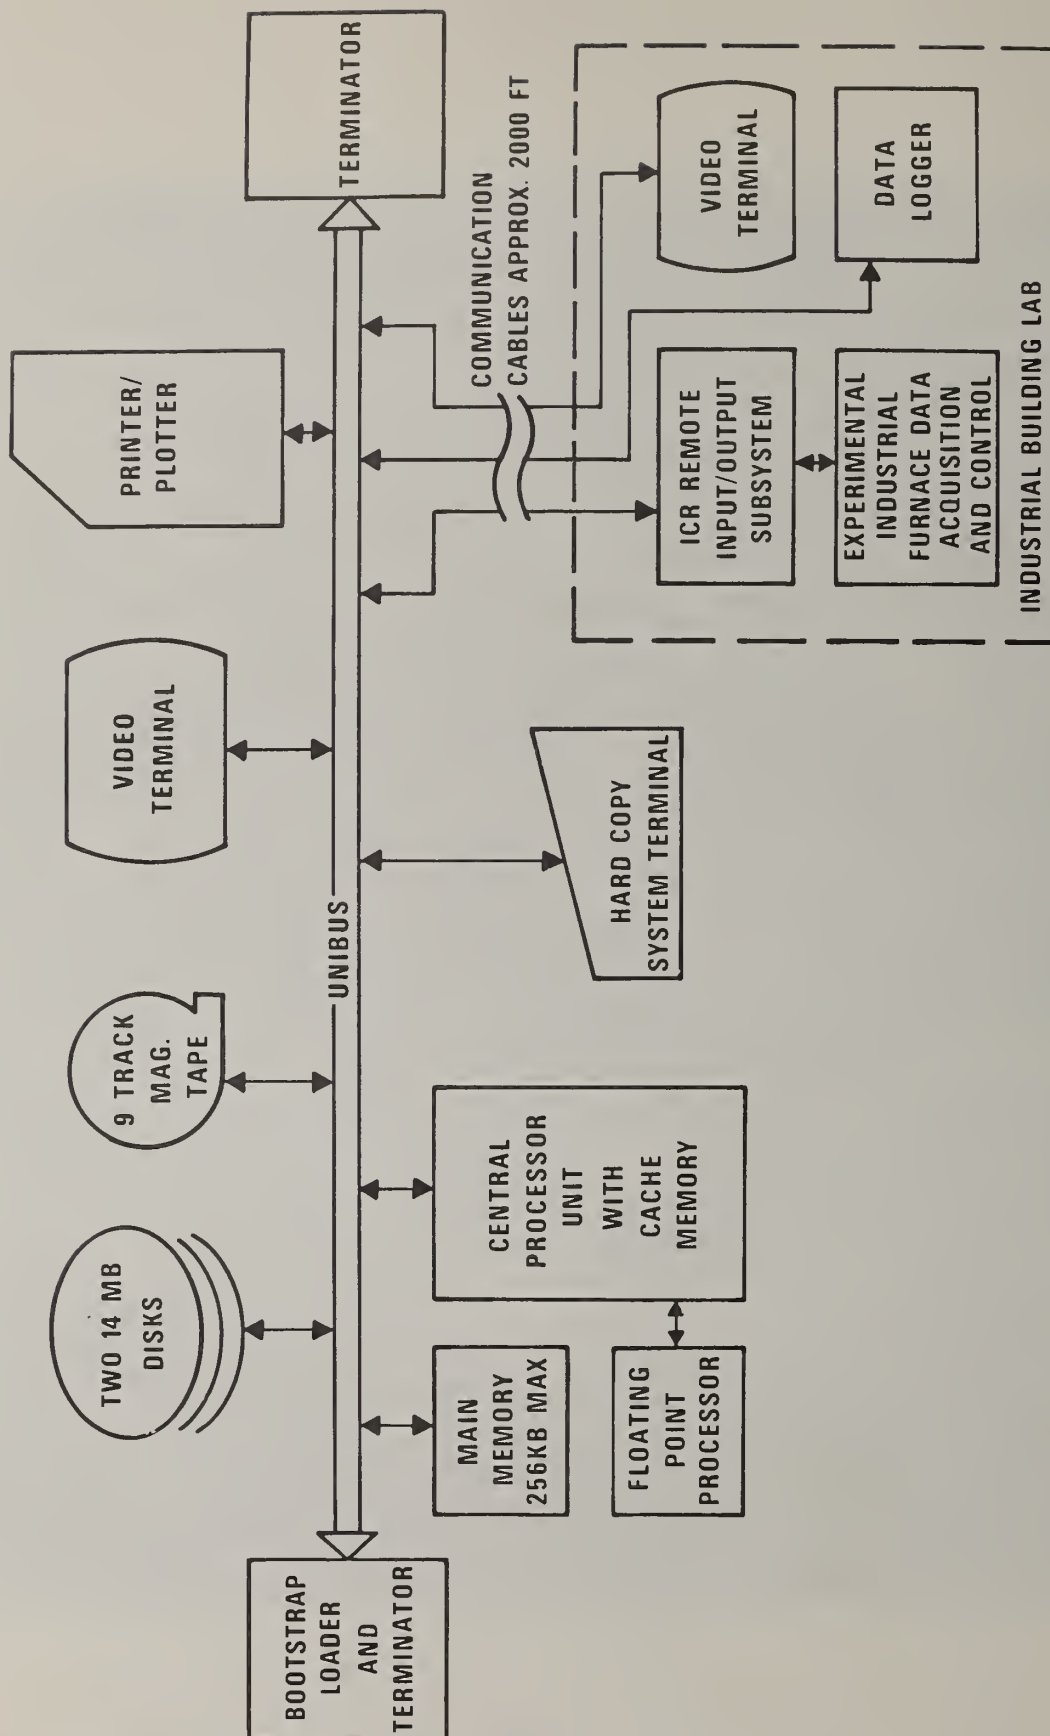 TWO 14 MB
DISKS
9 TRACK
MAG.
TAPE
VIDEO
TERMINAL
PRINTER/
PLOTTER
BOOTSTRAP
LOADER
AND
TERMINATOR
UNIBUS
TERMINATOR
MAIN
MEMORY
256KB MAX
FLOATING
POINT
PROCESSOR
CENTRAL
PROCESSOR
UNIT
WITH
CACHE
MEMORY
HARD COPY
SYSTEM TERMINAL
COMMUNICATION
CABLES APPROX. 2000 FT
ICR REMOTE
INPUT/OUTPUT
SUBSYSTEM
VIDEO
TERMINAL
EXPERIMENTAL
INDUSTRIAL
FURNACE DATA
ACQUISITION
AND CONTROL
DATA
LOGGER
INDUSTRIAL BUILDING LAB